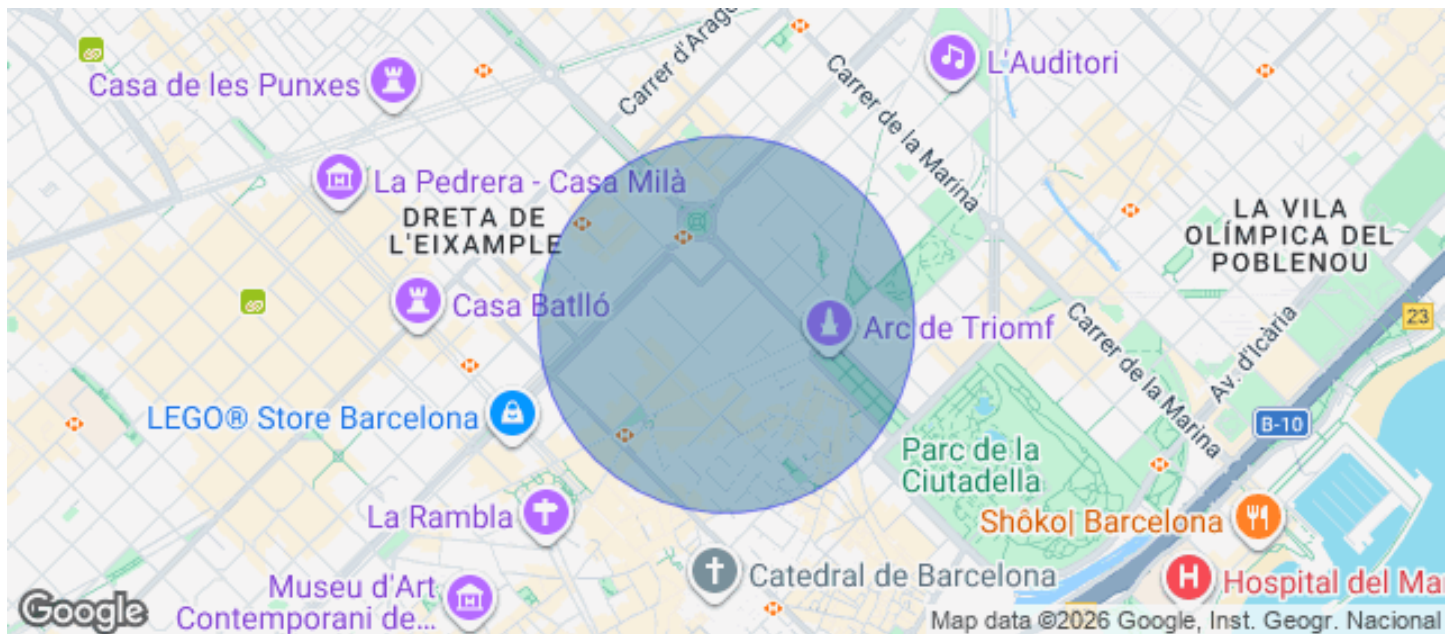 Casa de les Punxes
Carrer d'Arago
L'Auditori
Carrer de la Marina
La Pedrera - Casa Milà
DRETA DE
L'EIXAMPLE
LA VILA
OLÍMPICA DEL
POBLENOU
Casa Batlló
Arc de Triomf
23
Av. d'Icària
Carrer de la Marina
LEGO® Store Barcelona
B-10
Parc de la
Ciutadella
La Rambla
Shôko| Barcelona
Catedral de Barcelona
Hospital del Ma
Museu d'Art
Contemporani de...
Google
Map data ©2026 Google, Inst. Geogr. Nacional